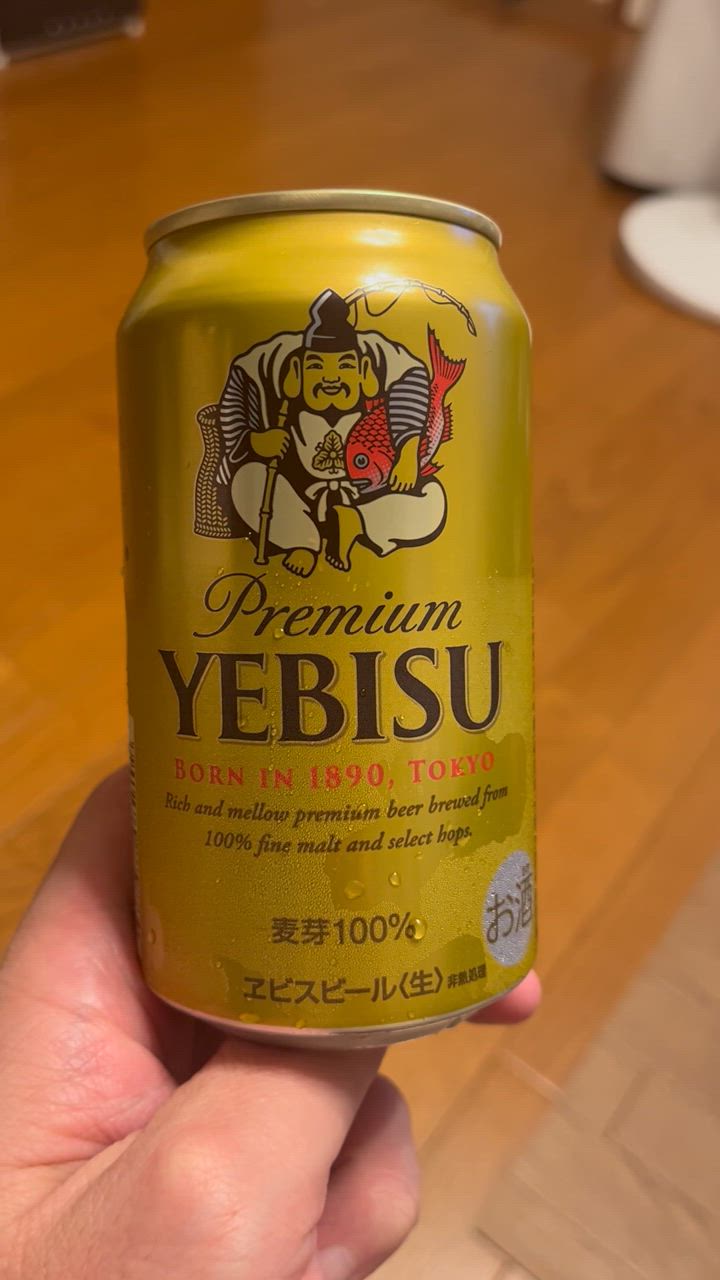 Premium
YEBISU
BORN IN 1890, TOKYO
Rich and mellow premium beer brewed from
100% fine malt and select hops.
お酒
麦芽100%
ヱビスビール〈生〉非熱処理